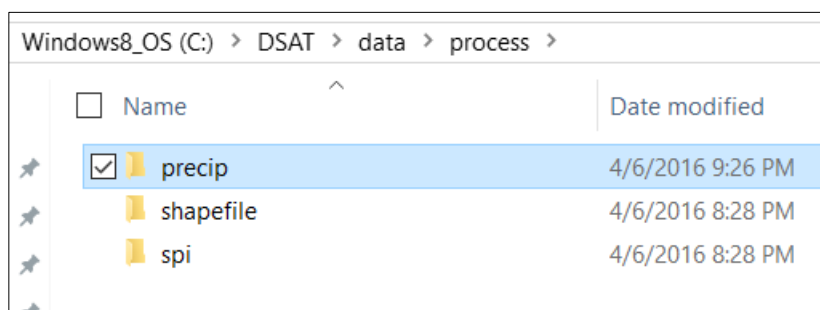 Windows8_OS (C:) > DSAT > data > process >
Name Date modified
precip 4/6/2016 9:26 PM
shapefile 4/6/2016 8:28 PM
spi 4/6/2016 8:28 PM